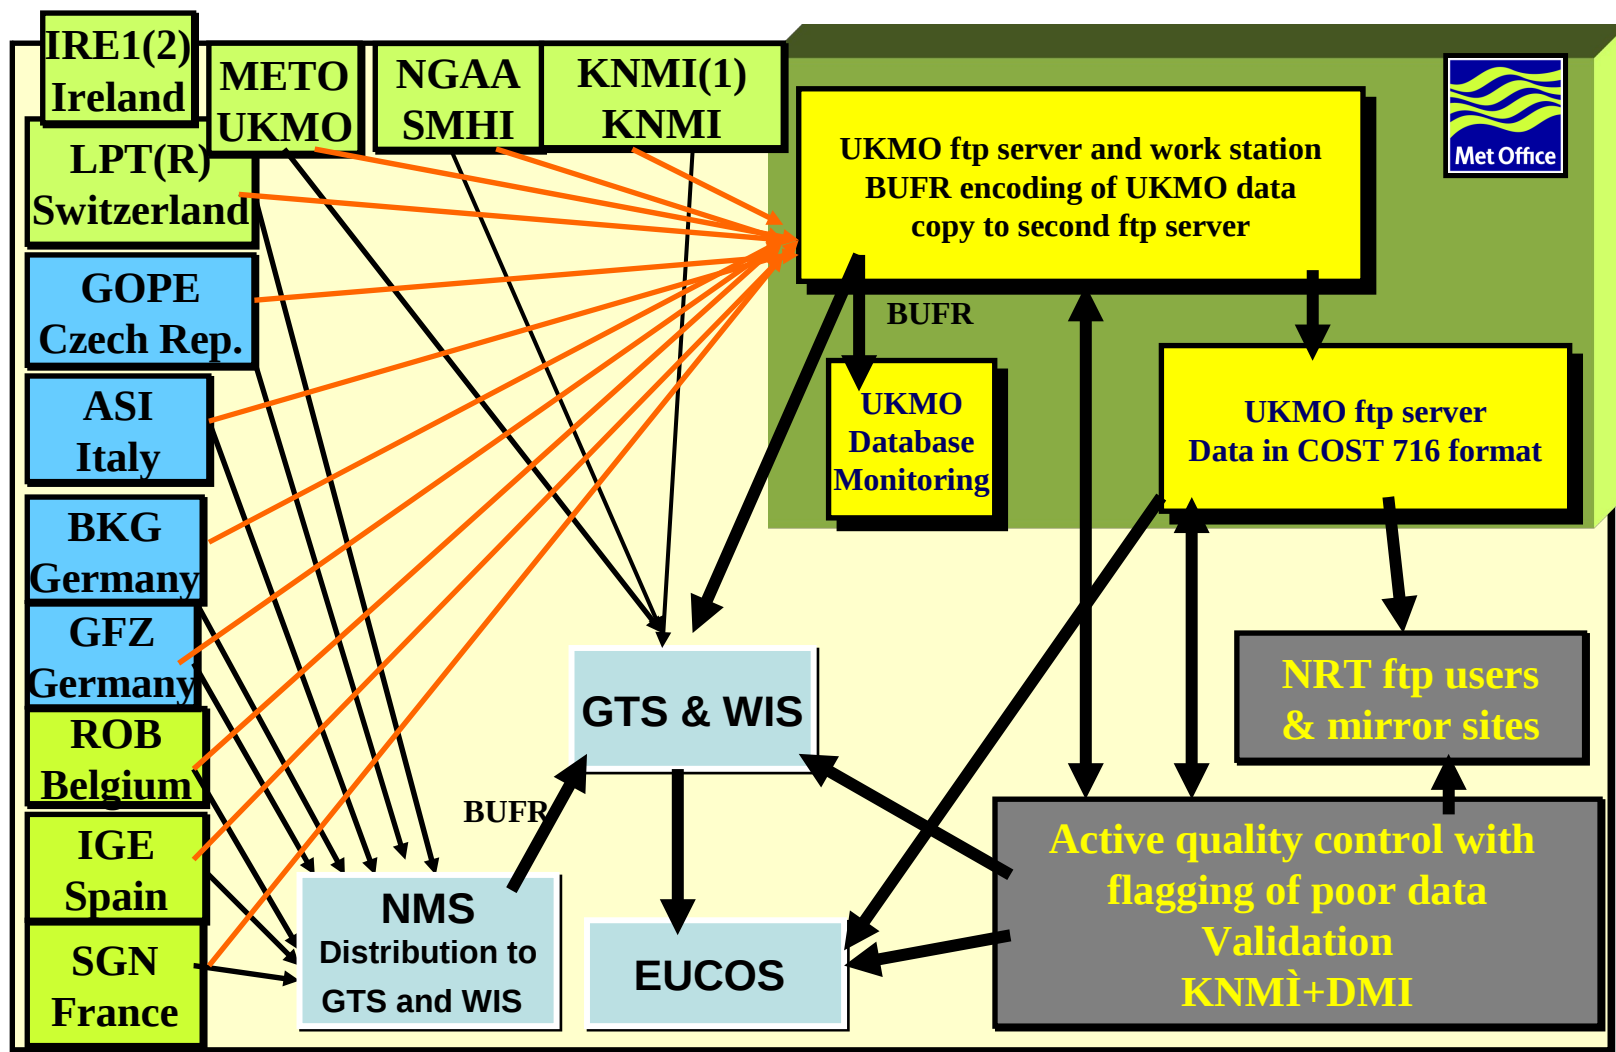 IRE1(2)
Ireland
METO
UKMO
NGAA
SMHI
KNMI(1)
KNMI
LPT(R)
Switzerland
GOPE
Czech Rep.
ASI
Italy
BKG
Germany
GFZ
Germany
ROB
Belgium
IGE
Spain
SGN
France
UKMO ftp server and work station
BUFR encoding of UKMO data
copy to second ftp server
Met Office
BUFR
UKMO
Database
Monitoring
UKMO ftp server
Data in COST 716 format
GTS & WIS
NRT ftp users
& mirror sites
BUFR
NMS
Distribution to
GTS and WIS
EUCOS
Active quality control with
flagging of poor data
Validation
KNMÌ+DMI